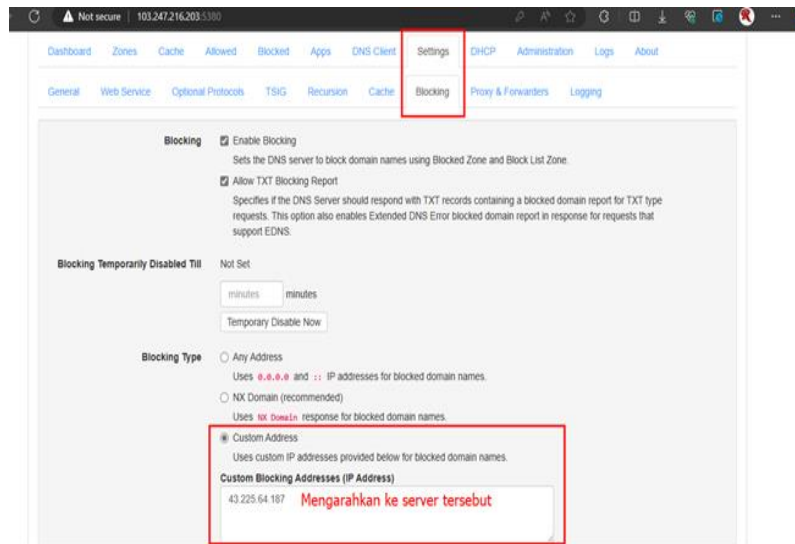 Not secure 103.247.216.203:5380
Dashboard Zones Cache Allowed Blocked Apps DNS Client Settings DHCP Administration Logs About
General Web Service Optional Protocols TSIG Recursion Cache Blocking Proxy & Forwarders Logging
Blocking Enable Blocking
Sets the DNS server to block domain names using Blocked Zone and Block List Zone.
Allow TXT Blocking Report
Specifies if the DNS Server should respond with TXT records containing a blocked domain report for TXT type
requests. This option also enables Extended DNS Error blocked domain report in response for requests that
support EDNS.
Blocking Temporarily Disabled Till Not Set
minutes minutes
Temporary Disable Now
Blocking Type Any Address
Uses 0.0.0.0 and :: IP addresses for blocked domain names.
NX Domain (recommended)
Uses NX Domain response for blocked domain names.
Custom Address
Uses custom IP addresses provided below for blocked domain names.
Custom Blocking Addresses (IP Address)
43.225.64.187 Mengarahkan ke server tersebut